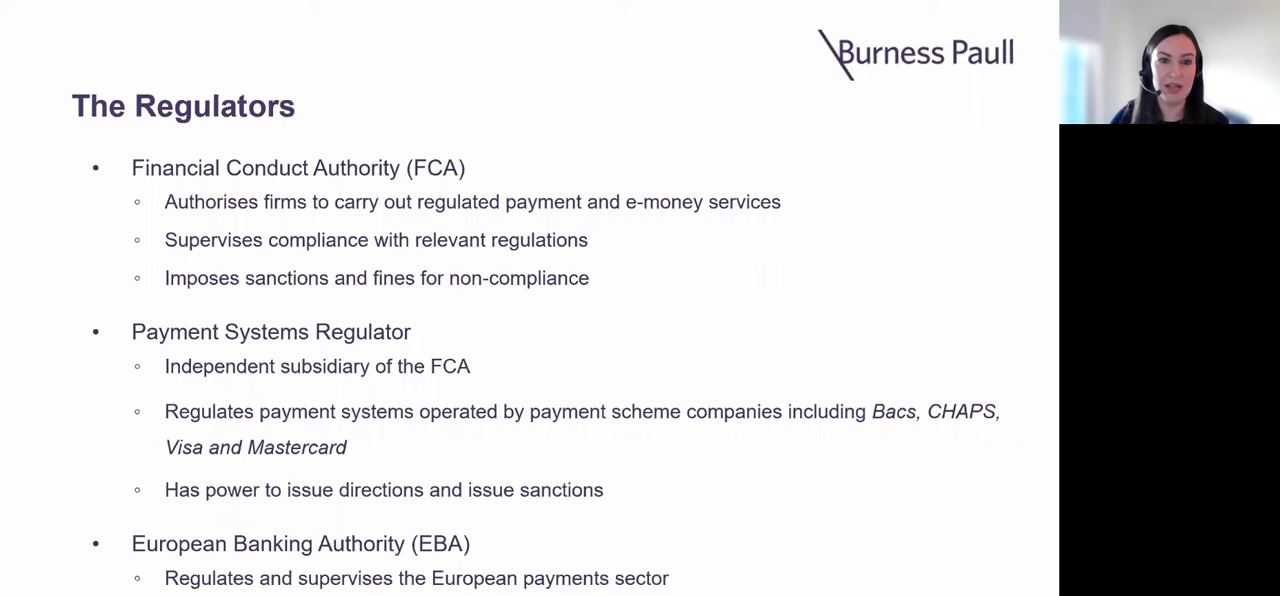 Burness Paull
The Regulators
• Financial Conduct Authority (FCA)
◦ Authorises firms to carry out regulated payment and e-money services
◦ Supervises compliance with relevant regulations
◦ Imposes sanctions and fines for non-compliance
• Payment Systems Regulator
◦ Independent subsidiary of the FCA
◦ Regulates payment systems operated by payment scheme companies including Bacs, CHAPS,
Visa and Mastercard
◦ Has power to issue directions and issue sanctions
• European Banking Authority (EBA)
◦ Regulates and supervises the European payments sector